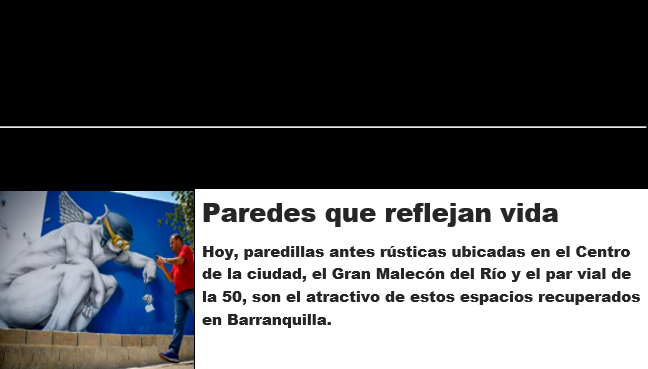 Paredes que reflejan vida
Hoy, paredillas antes rústicas ubicadas en el Centro
de la ciudad, el Gran Malecón del Río y el par vial de
la 50, son el atractivo de estos espacios recuperados
en Barranquilla.